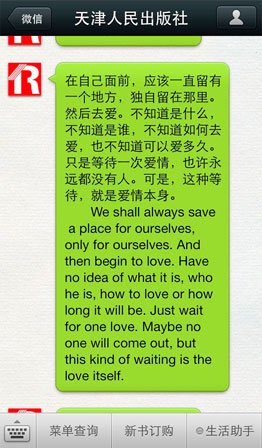 微信
天津人民出版社
在自己面前，应该一直留有
一个地方，独自留在那里。
然后去爱。不知道是什么，
不知道是谁，不知道如何去
爱，也不知道可以爱多久。
只是等待一次爱情，也许永
远都没有人。可是，这种等
待，就是爱情本身。
We shall always save
a place for ourselves,
only for ourselves. And
then begin to love. Have
no idea of what it is, who
he is, how to love or how
long it will be. Just wait
for one love. Maybe no
one will come out, but
this kind of waiting is the
love itself.
菜单查询
新书订购
生活助手